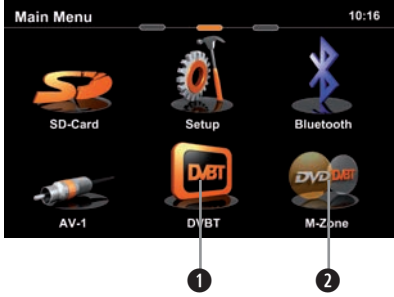 Main Menu 10:16
SD
SD-Card Setup Bluetooth
DVBT DVD DVBT
AV-1 DVBT M-Zone
1 2